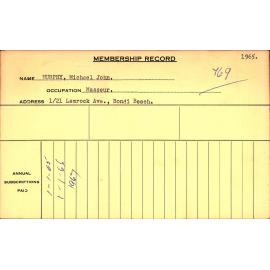 MEMBERSHIP RECORD
1965.
NAME MURPHY, Michael John.
769
OCCUPATION Masseur.
ADDRESS 1/21 Lamrock Ave., Bondi Beach.
ANNUAL
SUBSCRIPTIONS
PAID
1-1-65
1-1-66
1967